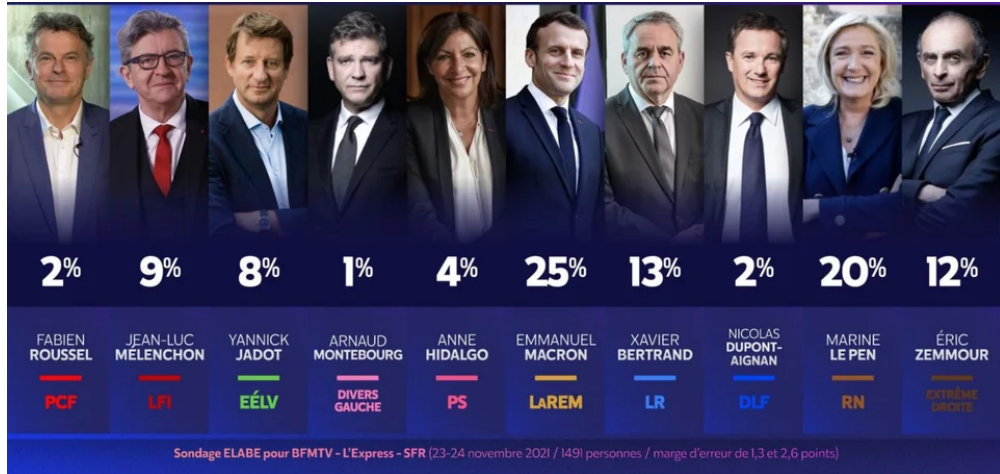 2% 9% 8% 1% 4% 25% 13% 2% 20% 12%
FABIEN
ROUSSEL
PCF
JEAN-LUC
MÉLENCHON
LFI
YANNICK
JADOT
EÉLV
ARNAUD
MONTEBOURG
DIVERS
GAUCHE
ANNE
HIDALGO
PS
EMMANUEL
MACRON
LAREM
XAVIER
BERTRAND
LR
NICOLAS
DUPONT-
AIGNAN
DLF
MARINE
LE PEN
RN
ÉRIC
ZEMMOUR
EXTRÊME
DROITE
Sondage ELABE pour BFMTV - L'Express - SFR (23-24 novembre 2021 / 1491 personnes / marge d'erreur de 1,3 et 2,6 points)